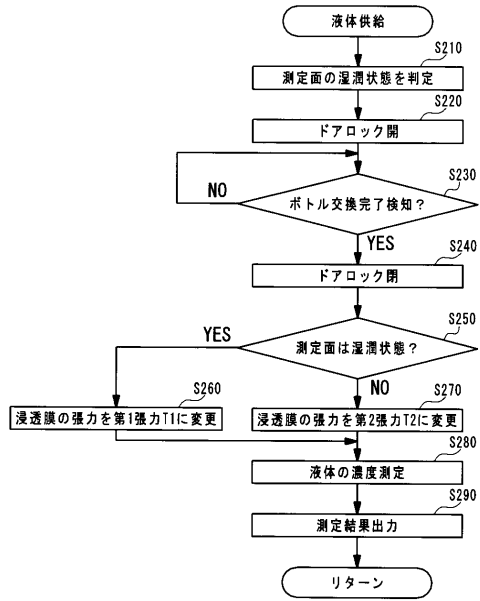 液体供給
S210
測定面の湿潤状態を判定
S220
ドアロック開
S230
ボトル交換完了検知?
NO
YES
S240
ドアロック閉
S250
測定面は湿潤状態?
YES
NO
S260
浸透膜の張力を第1張力T1に変更
S270
浸透膜の張力を第2張力T2に変更
S280
液体の濃度測定
S290
測定結果出力
リターン